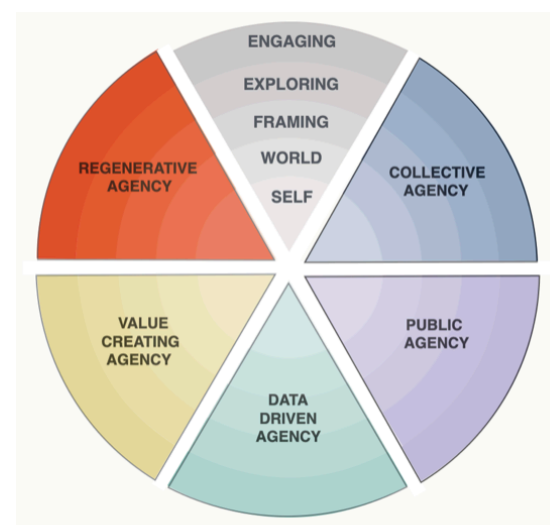 ENGAGING
EXPLORING
FRAMING
WORLD
SELF
REGENERATIVE
AGENCY
COLLECTIVE
AGENCY
VALUE
CREATING
AGENCY
PUBLIC
AGENCY
DATA
DRIVEN
AGENCY